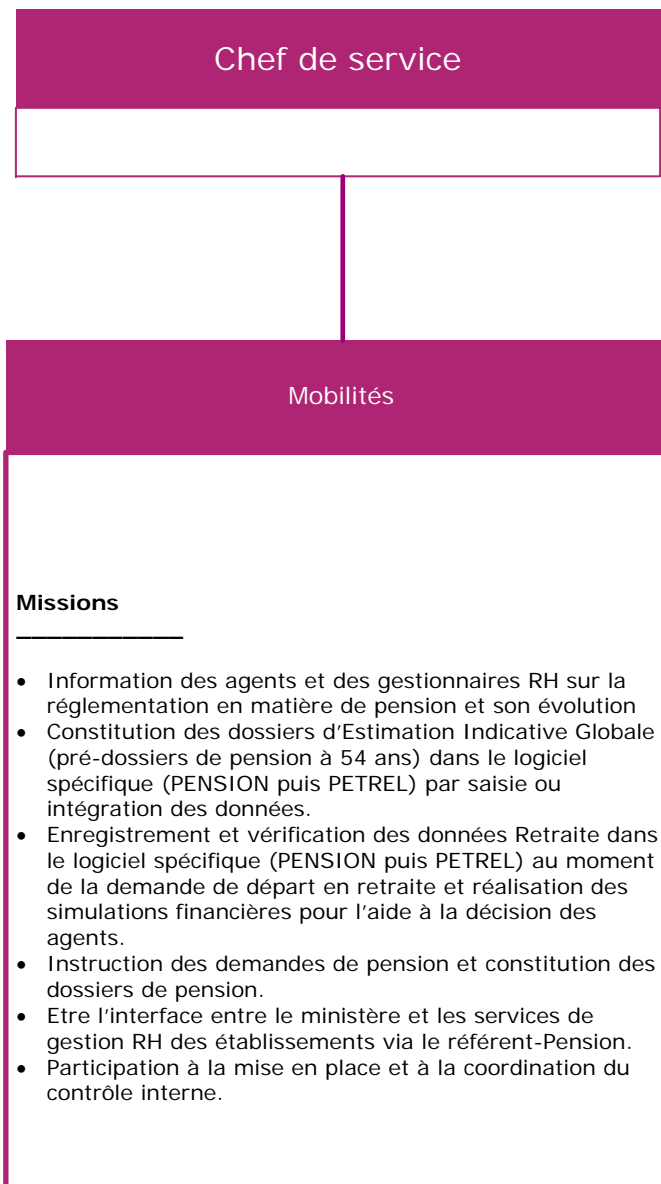 Chef de service
Mobilités
Missions
___________
• Information des agents et des gestionnaires RH sur la
réglementation en matière de pension et son évolution
• Constitution des dossiers d'Estimation Indicative Globale
(pré-dossiers de pension à 54 ans) dans le logiciel
spécifique (PENSION puis PETREL) par saisie ou
intégration des données.
• Enregistrement et vérification des données Retraite dans
le logiciel spécifique (PENSION puis PETREL) au moment
de la demande de départ en retraite et réalisation des
simulations financières pour l'aide à la décision des
agents.
• Instruction des demandes de pension et constitution des
dossiers de pension.
• Etre l'interface entre le ministère et les services de
gestion RH des établissements via le référent-Pension.
• Participation à la mise en place et à la coordination du
contrôle interne.